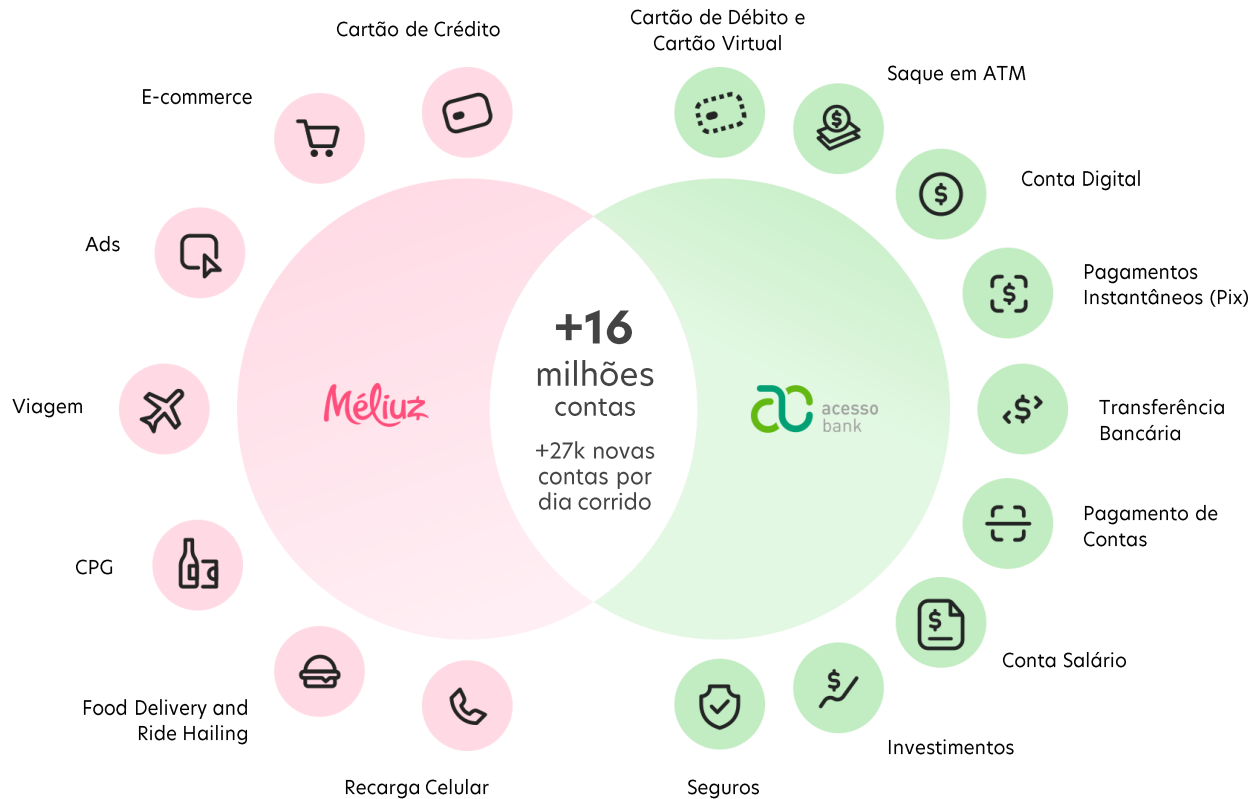 Cartão de Crédito
Cartão de Débito e
Cartão Virtual
E-commerce
Saque em ATM
Ads
Conta Digital
Viagem
Pagamentos
Instantâneos (Pix)
CPG
Transferência
Bancária
Food Delivery and
Ride Hailing
Pagamento de
Contas
Recarga Celular
Conta Salário
Investimentos
Seguros
Méliuz
+16
milhões
contas
+27k novas
contas por
dia corrido
acesso
bank